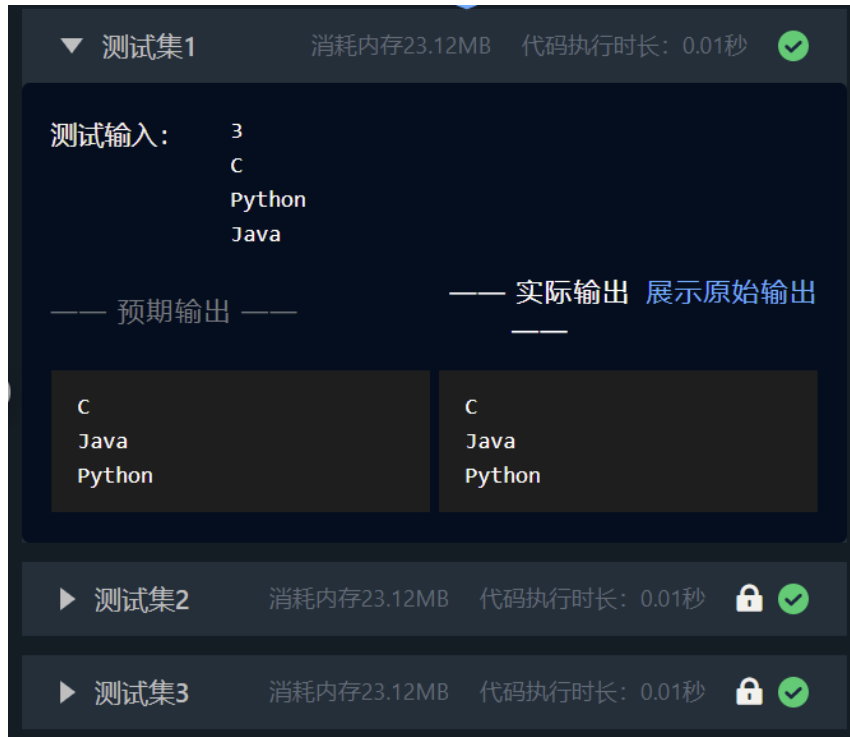 测试集1 消耗内存23.12MB 代码执行时长：0.01秒
测试输入： 3
C
Python
Java
—— 预期输出 ——
—— 实际输出 展示原始输出 ——
C
Java
Python
C
Java
Python
测试集2 消耗内存23.12MB 代码执行时长：0.01秒
测试集3 消耗内存23.12MB 代码执行时长：0.01秒